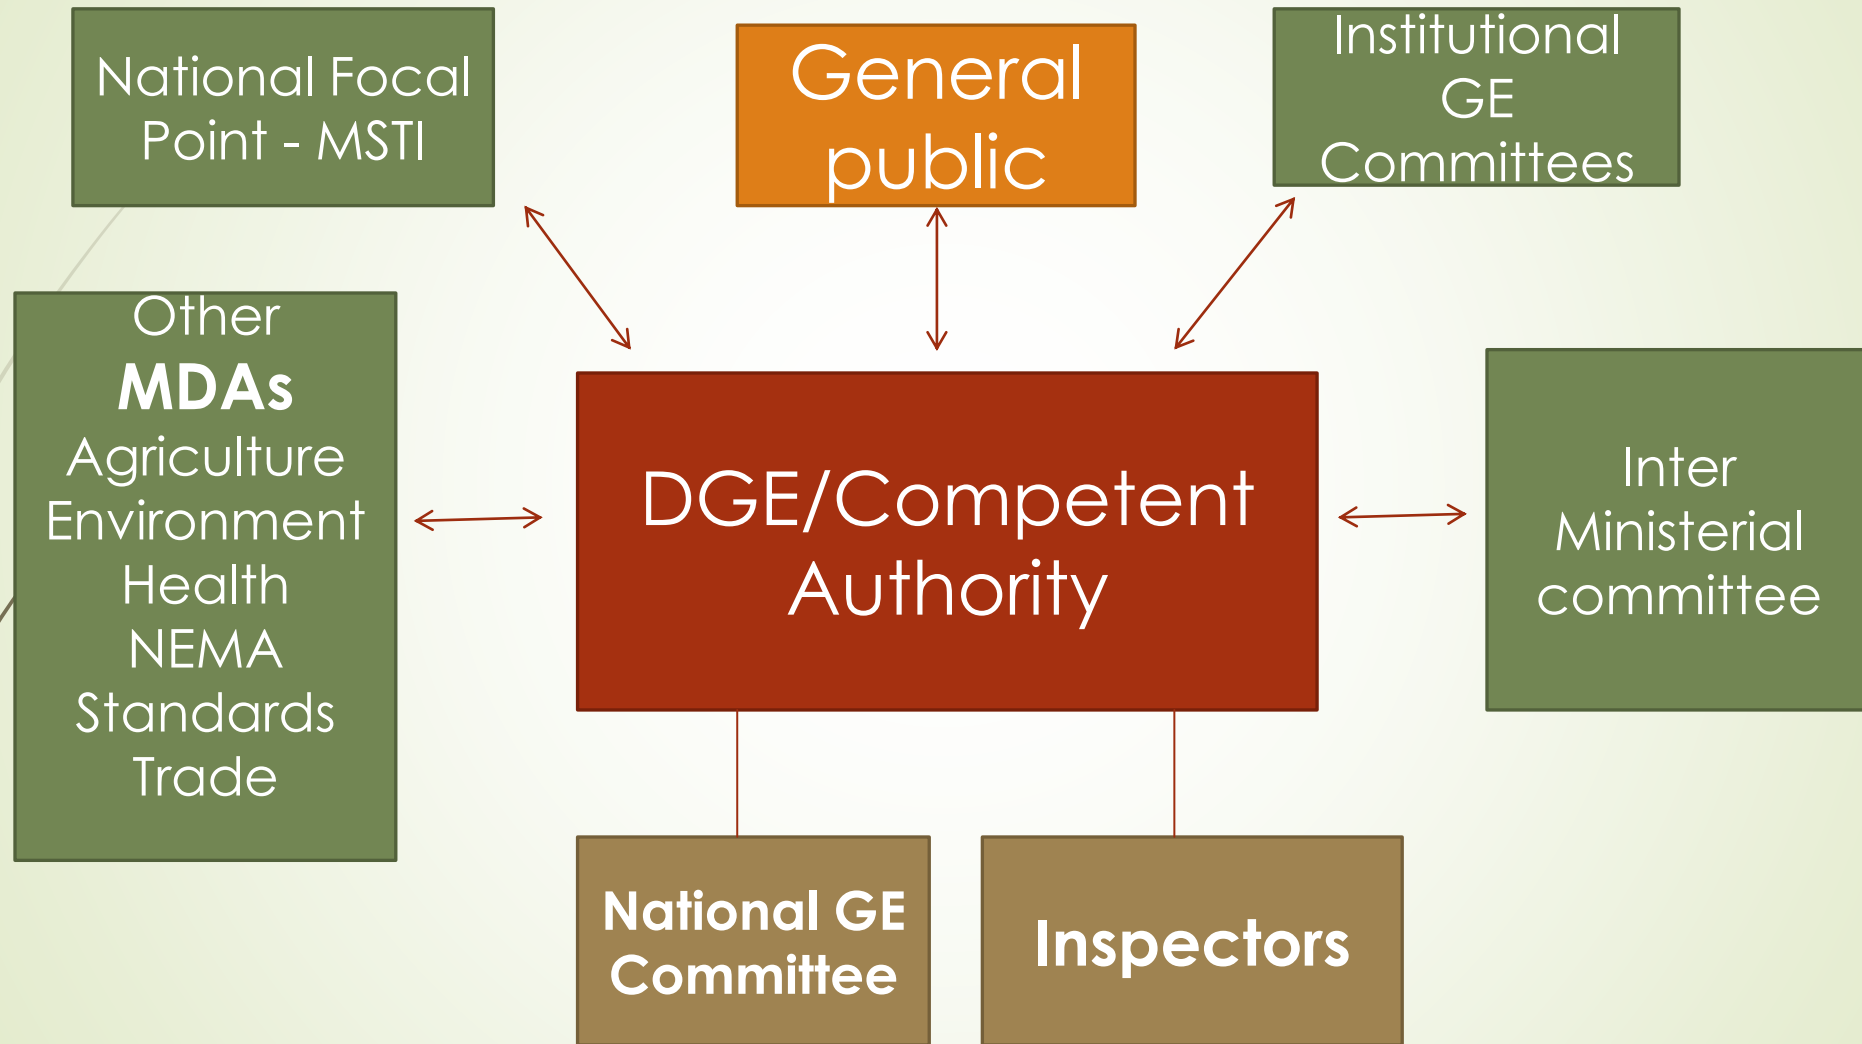 National Focal
Point - MSTI
General
public
Institutional
GE
Committees
Other
MDAs
Agriculture
Environment
Health
NEMA
Standards
Trade
DGE/Competent
Authority
Inter
Ministerial
committee
National GE
Committee
Inspectors